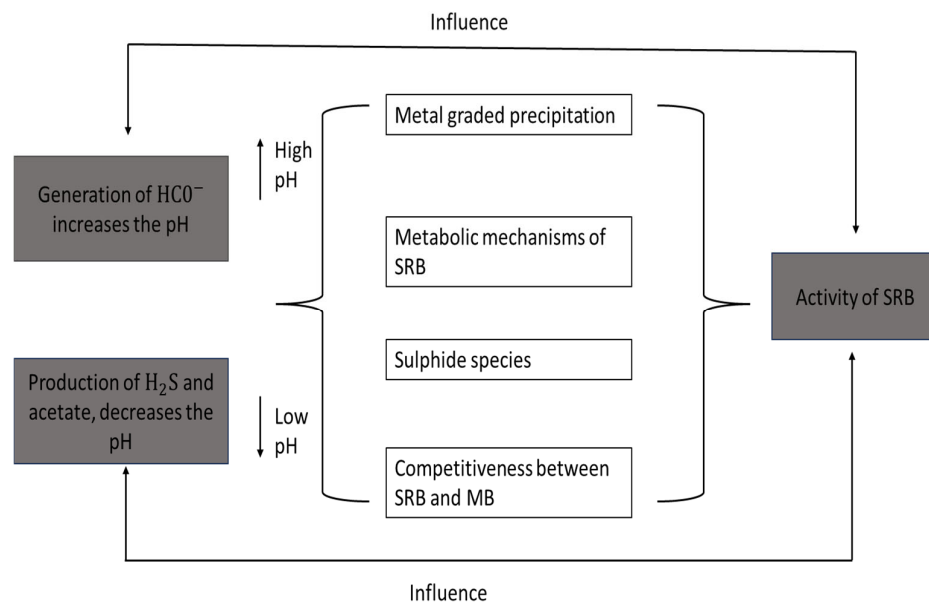 Influence
Generation of HC0⁻
increases the pH
High
pH
Metal graded precipitation
Metabolic mechanisms of
SRB
Activity of SRB
Sulphide species
Production of H₂S and
acetate, decreases the
pH
Low
pH
Competitiveness between
SRB and MB
Influence